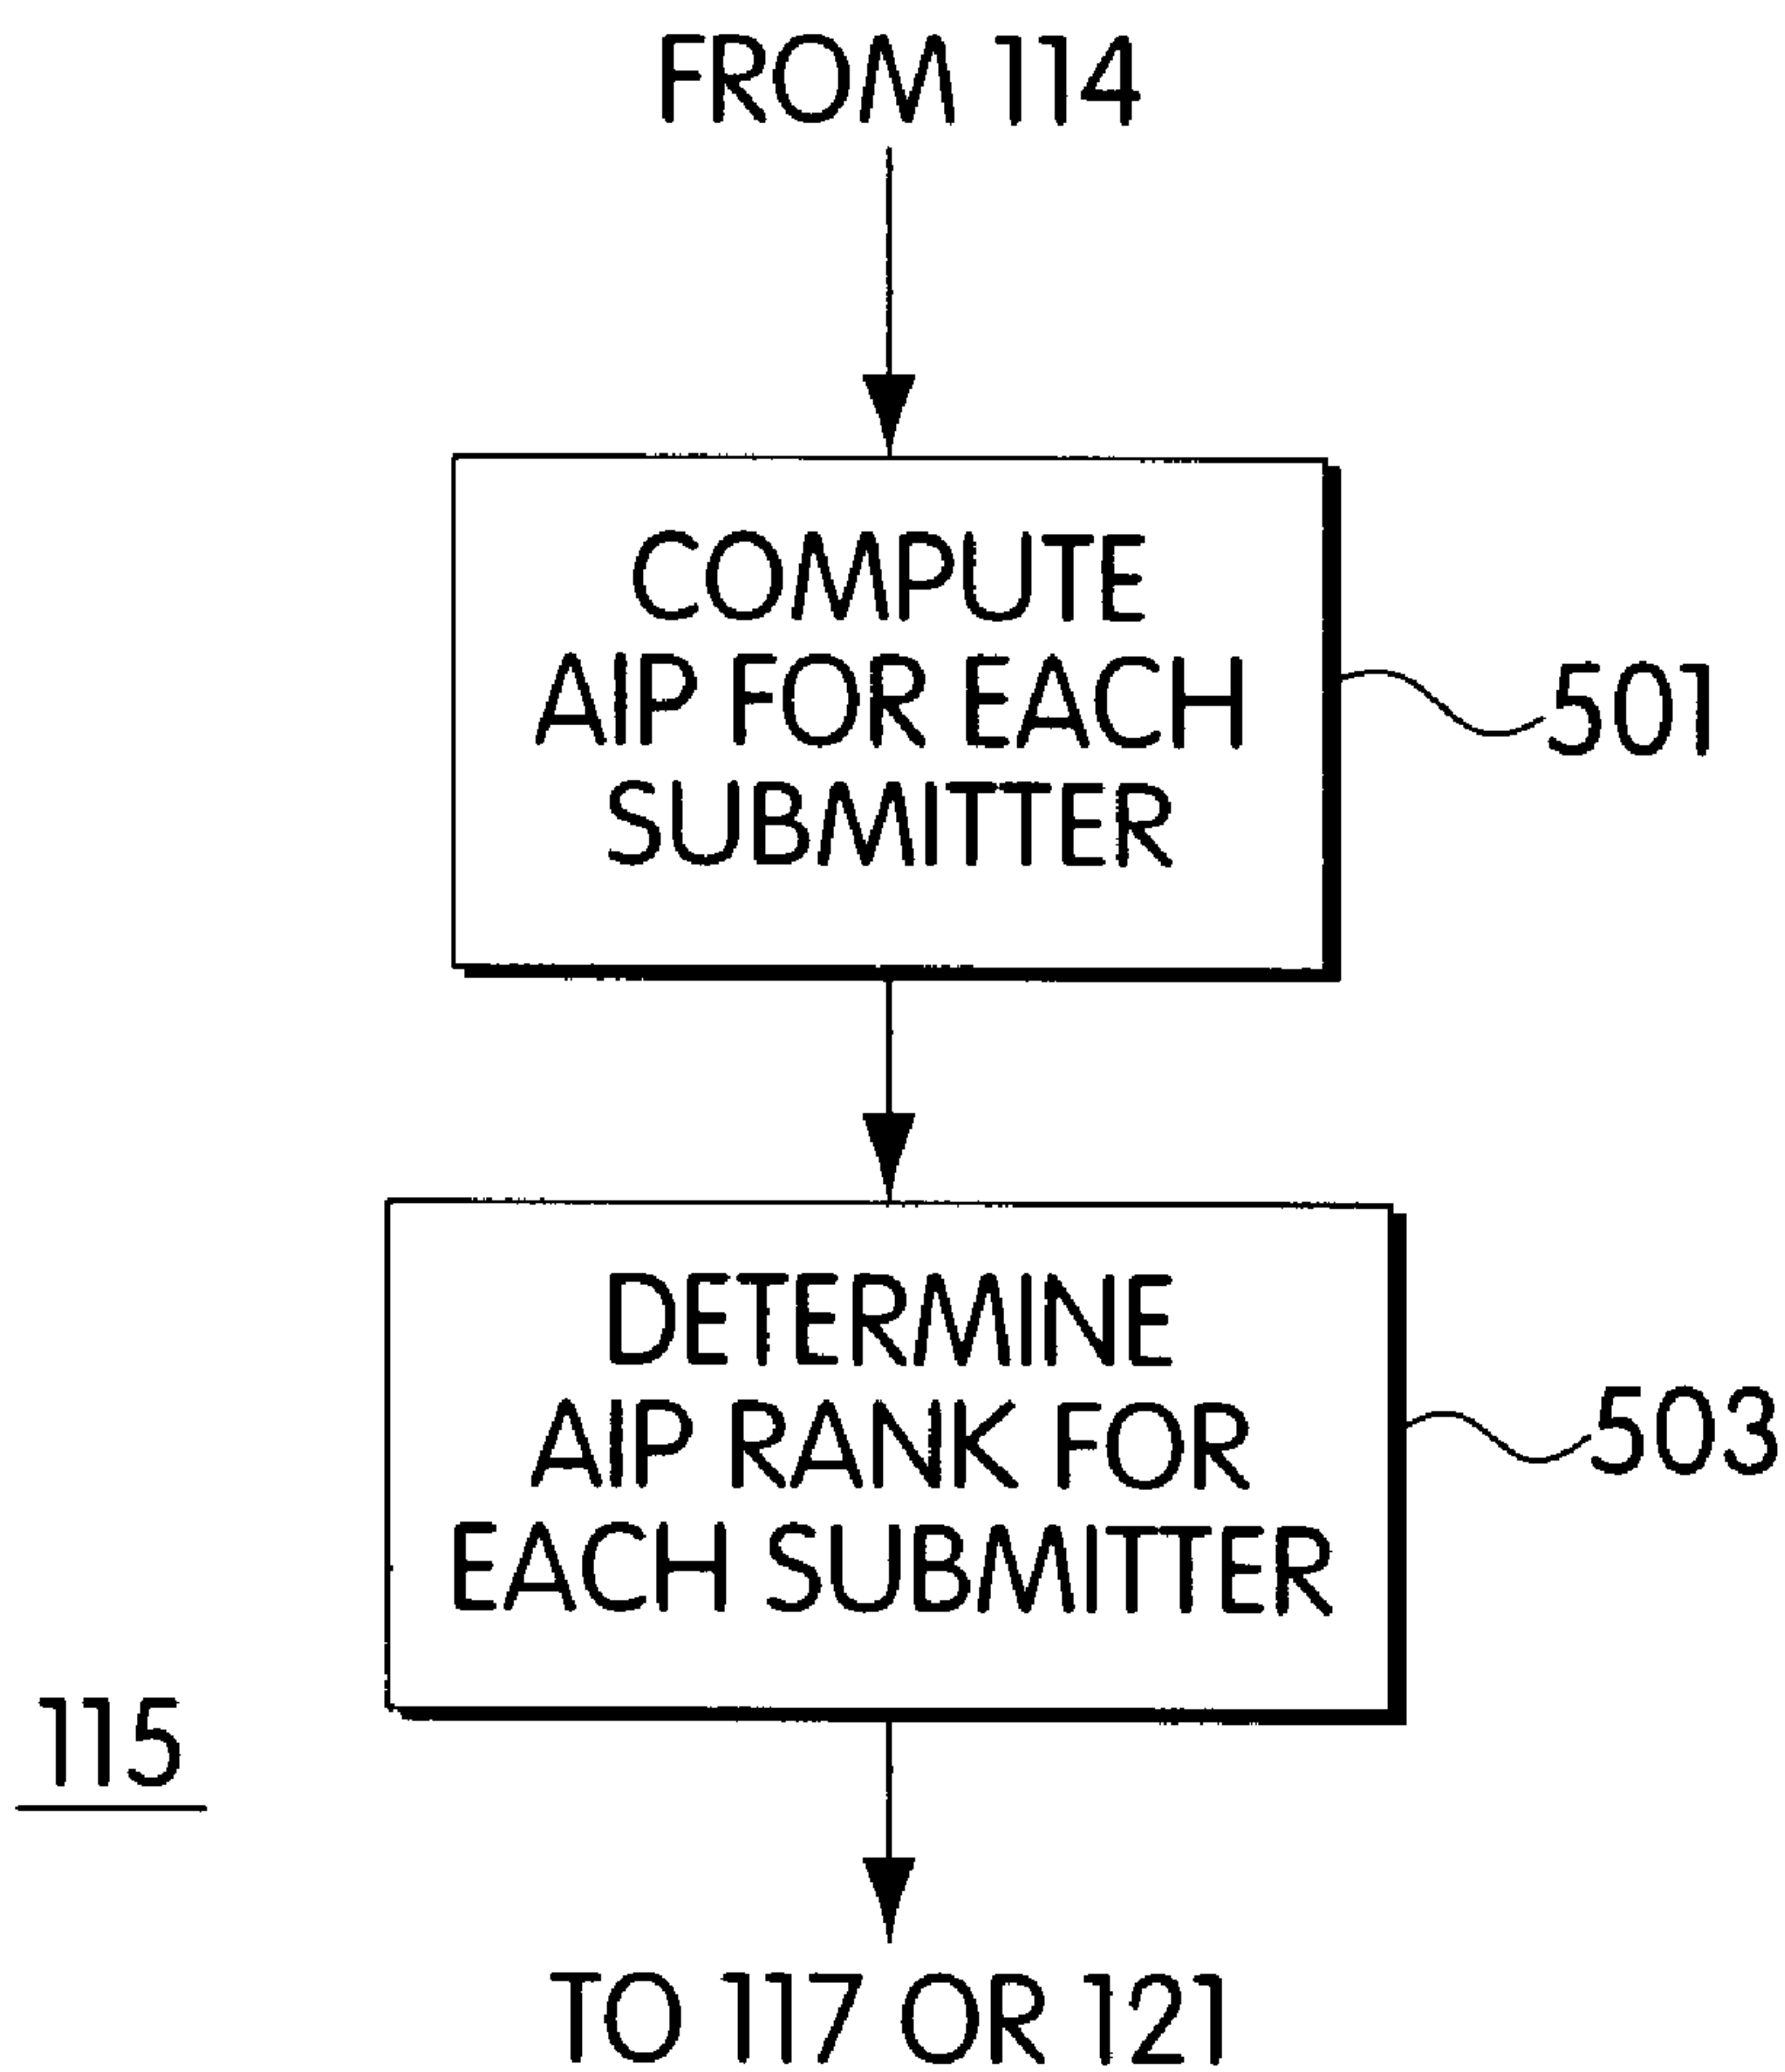 FROM 114
COMPUTE
AIP FOR EACH
SUBMITTER
501
DETERMINE
AIP RANK FOR
EACH SUBMITTER
503
115
TO 117 OR 121